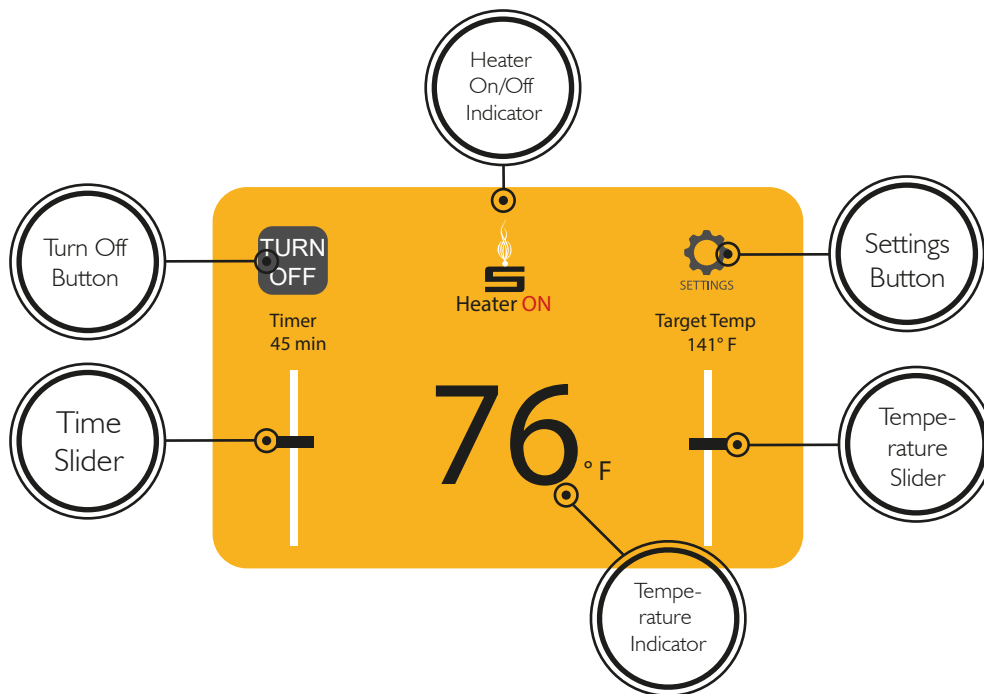 Heater
On/Off
Indicator
Turn Off
Button
TURN
OFF
Heater ON
SETTINGS
Settings
Button
Timer
45 min
Target Temp
141° F
Time
Slider
76° F
Tempe-
rature
Slider
Tempe-
rature
Indicator